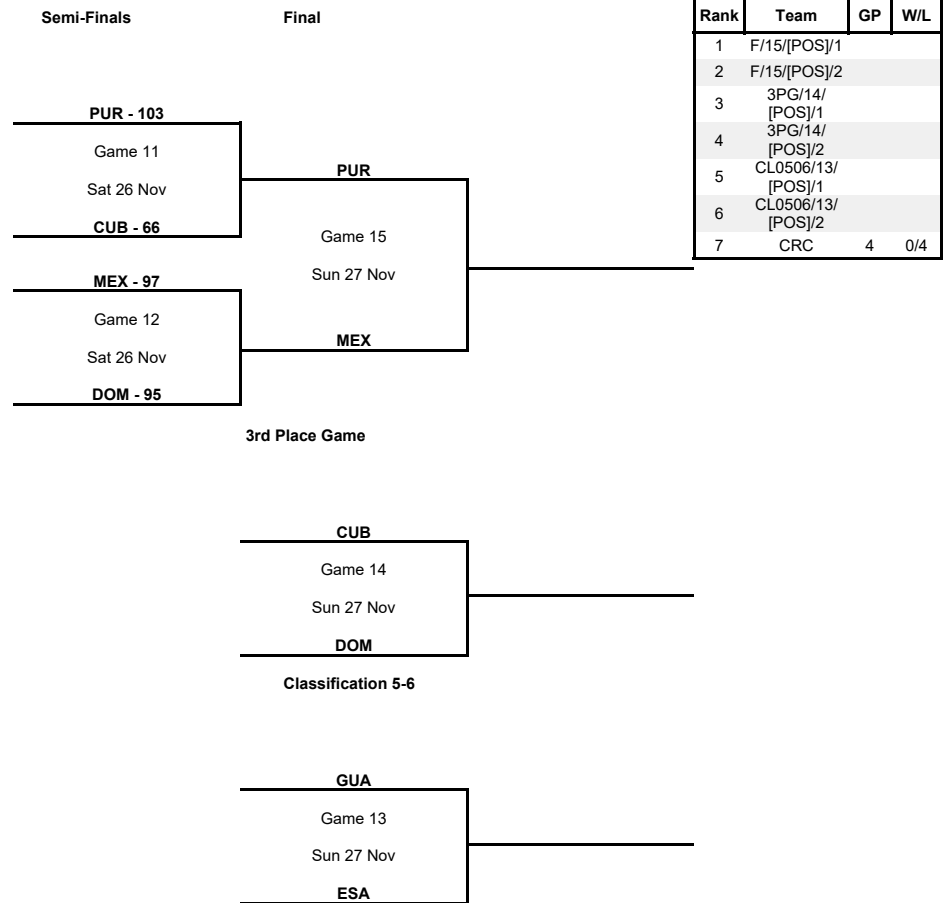 Semi-Finals
Final
PUR - 103
Game 11
Sat 26 Nov
CUB - 66
MEX - 97
Game 12
Sat 26 Nov
DOM - 95
PUR
Game 15
Sun 27 Nov
MEX
3rd Place Game
CUB
Game 14
Sun 27 Nov
DOM
Classification 5-6
GUA
Game 13
Sun 27 Nov
ESA
Rank Team GP W/L
1 F/15/[POS]/1
2 F/15/[POS]/2
3 3PG/14/
[POS]/1
4 3PG/14/
[POS]/2
5 CL0506/13/
[POS]/1
6 CL0506/13/
[POS]/2
7 CRC 4 0/4